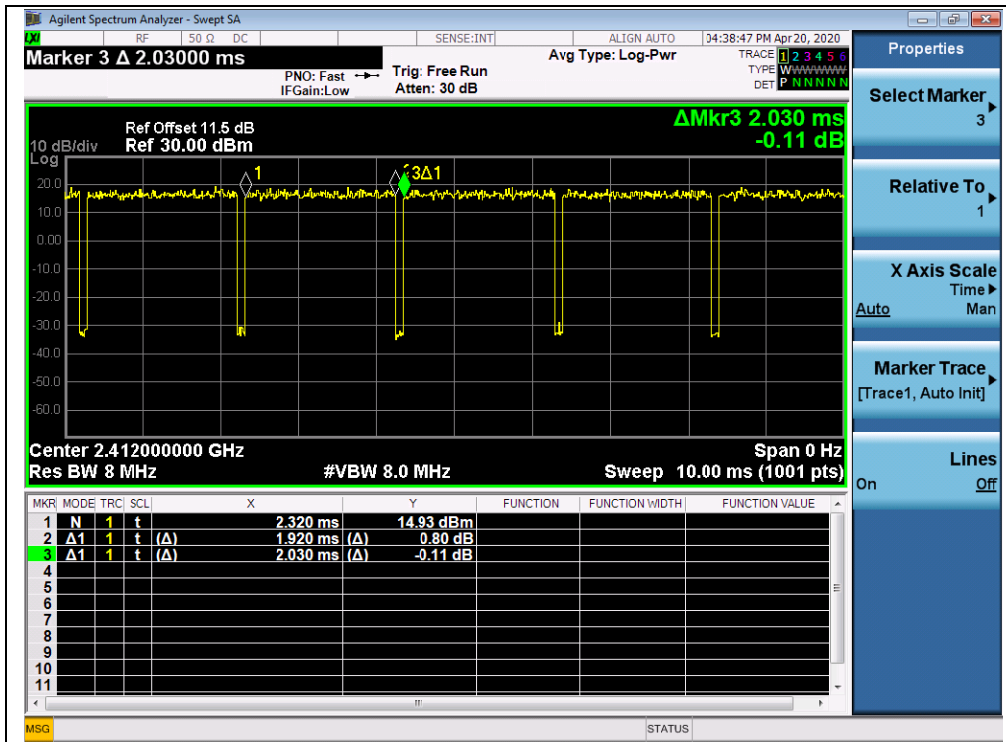 Agilent Spectrum Analyzer - Swept SA
LXI RF 50 Ω DC SENSE:INT ALIGN AUTO 04:38:47 PM Apr 20, 2020
Marker 3 Δ 2.03000 ms
PNO: Fast
IFGain:Low
Trig: Free Run
Atten: 30 dB
Avg Type: Log-Pwr
TRACE 1 2 3 4 5 6
TYPE WWWWWW
DET P N N N N N
ΔMkr3 2.030 ms
-0.11 dB
Ref Offset 11.5 dB
10 dB/div Ref 30.00 dBm
Log
1
3Δ1
20.0
10.0
0.00
-10.0
-20.0
-30.0
-40.0
-50.0
-60.0
Center 2.412000000 GHz Span 0 Hz
Res BW 8 MHz #VBW 8.0 MHz Sweep 10.00 ms (1001 pts)
MKR MODE TRC SCL X Y FUNCTION FUNCTION WIDTH FUNCTION VALUE
1 N 1 t 2.320 ms 14.93 dBm
2 Δ1 1 t (Δ) 1.920 ms (Δ) 0.80 dB
3 Δ1 1 t (Δ) 2.030 ms (Δ) -0.11 dB
4
5
6
7
8
9
10
11
MSG STATUS
Properties
Select Marker
3
Relative To
1
X Axis Scale
Time
Auto Man
Marker Trace
[Trace1, Auto Init]
Lines
On Off